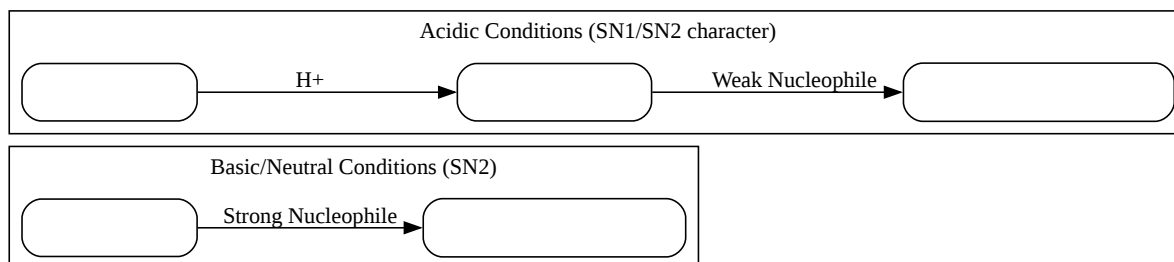 Acidic Conditions (SN1/SN2 character)
H+
Weak Nucleophile
Basic/Neutral Conditions (SN2)
Strong Nucleophile